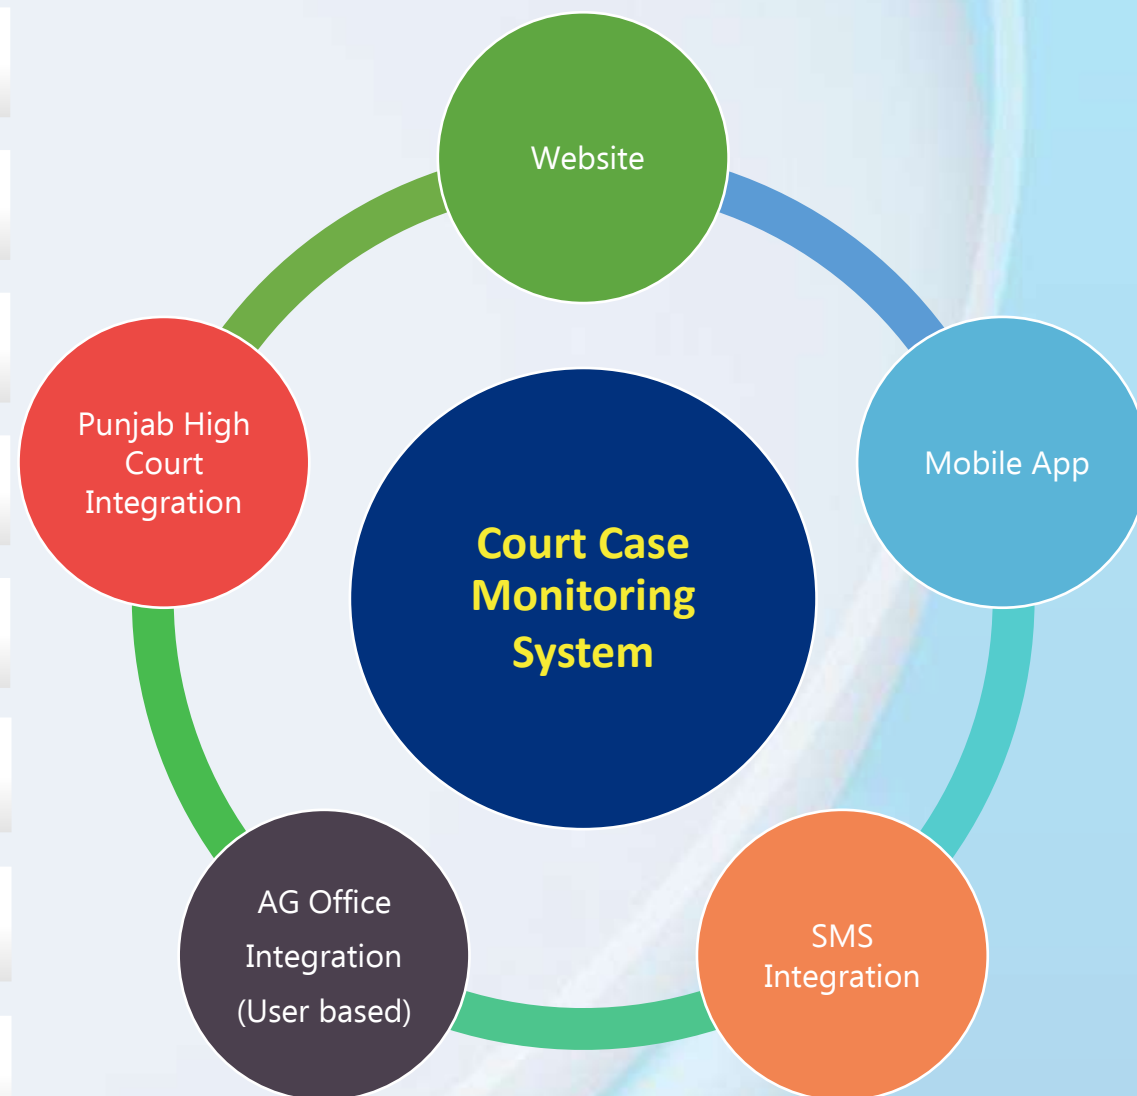 Website
Punjab High
Court
Integration
Mobile App
Court Case
Monitoring
System
AG Office
Integration
(User based)
SMS
Integration